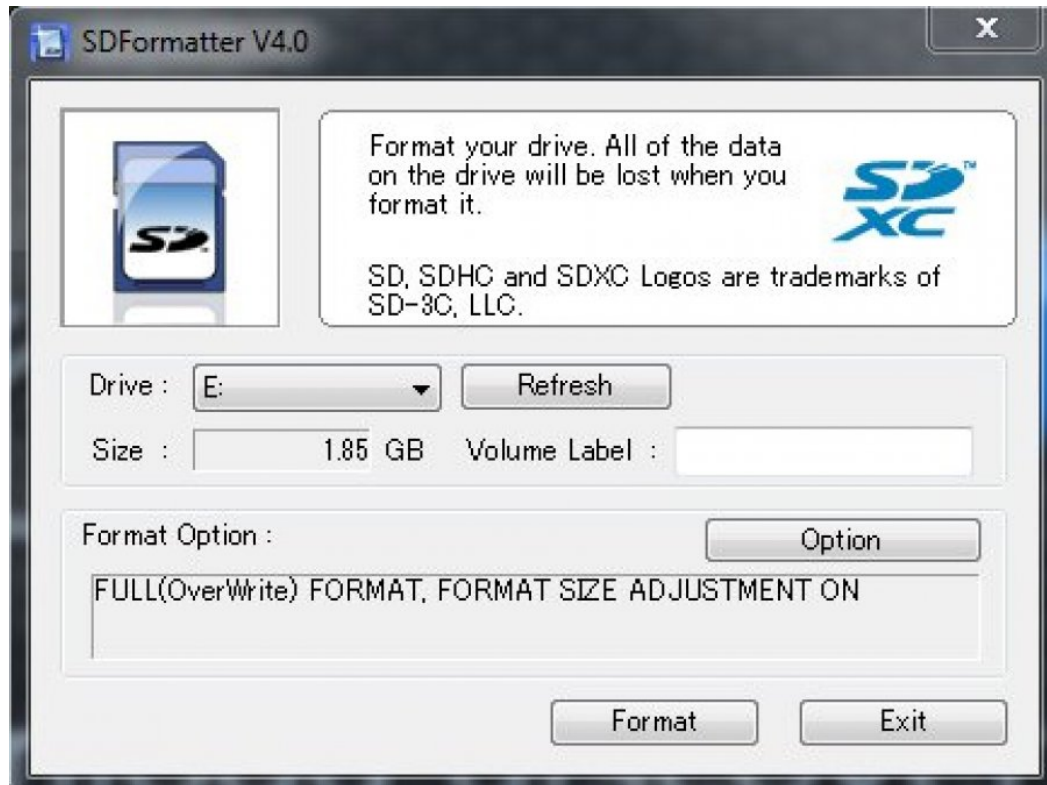 SDFormatter V4.0
X
SD
Format your drive. All of the data
on the drive will be lost when you
format it.
SD™
XC
SD, SDHC and SDXC Logos are trademarks of
SD-3C, LLC.
Drive :
E:
Refresh
Size :
1.85 GB
Volume Label :
Format Option :
Option
FULL(OverWrite) FORMAT, FORMAT SIZE ADJUSTMENT ON
Format
Exit